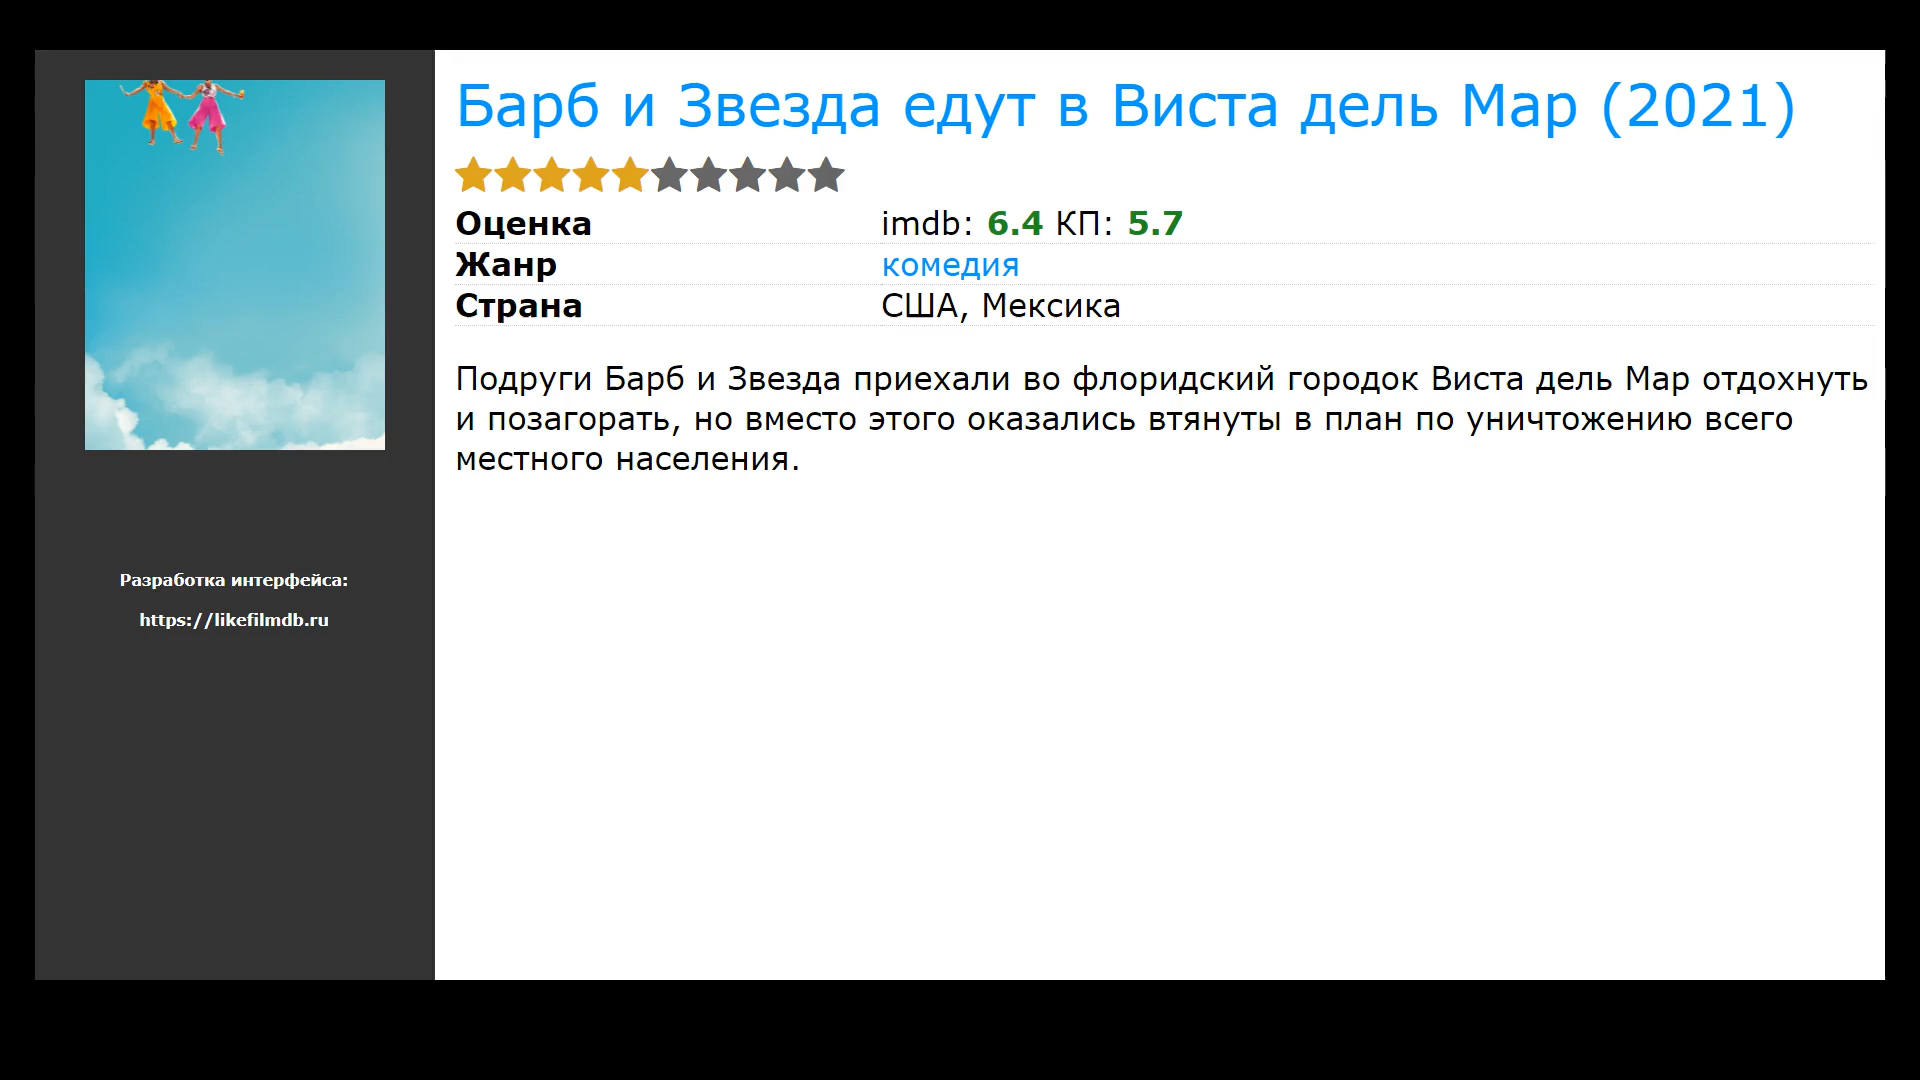 Барб и Звезда едут в Виста дель Мар (2021)
Оценка imdb: 6.4 КП: 5.7
Жанр комедия
Страна США, Мексика
Подруги Барб и Звезда приехали во флоридский городок Виста дель Мар отдохнуть
и позагорать, но вместо этого оказались втянуты в план по уничтожению всего
местного населения.
Разработка интерфейса:
https://likefilmdb.ru